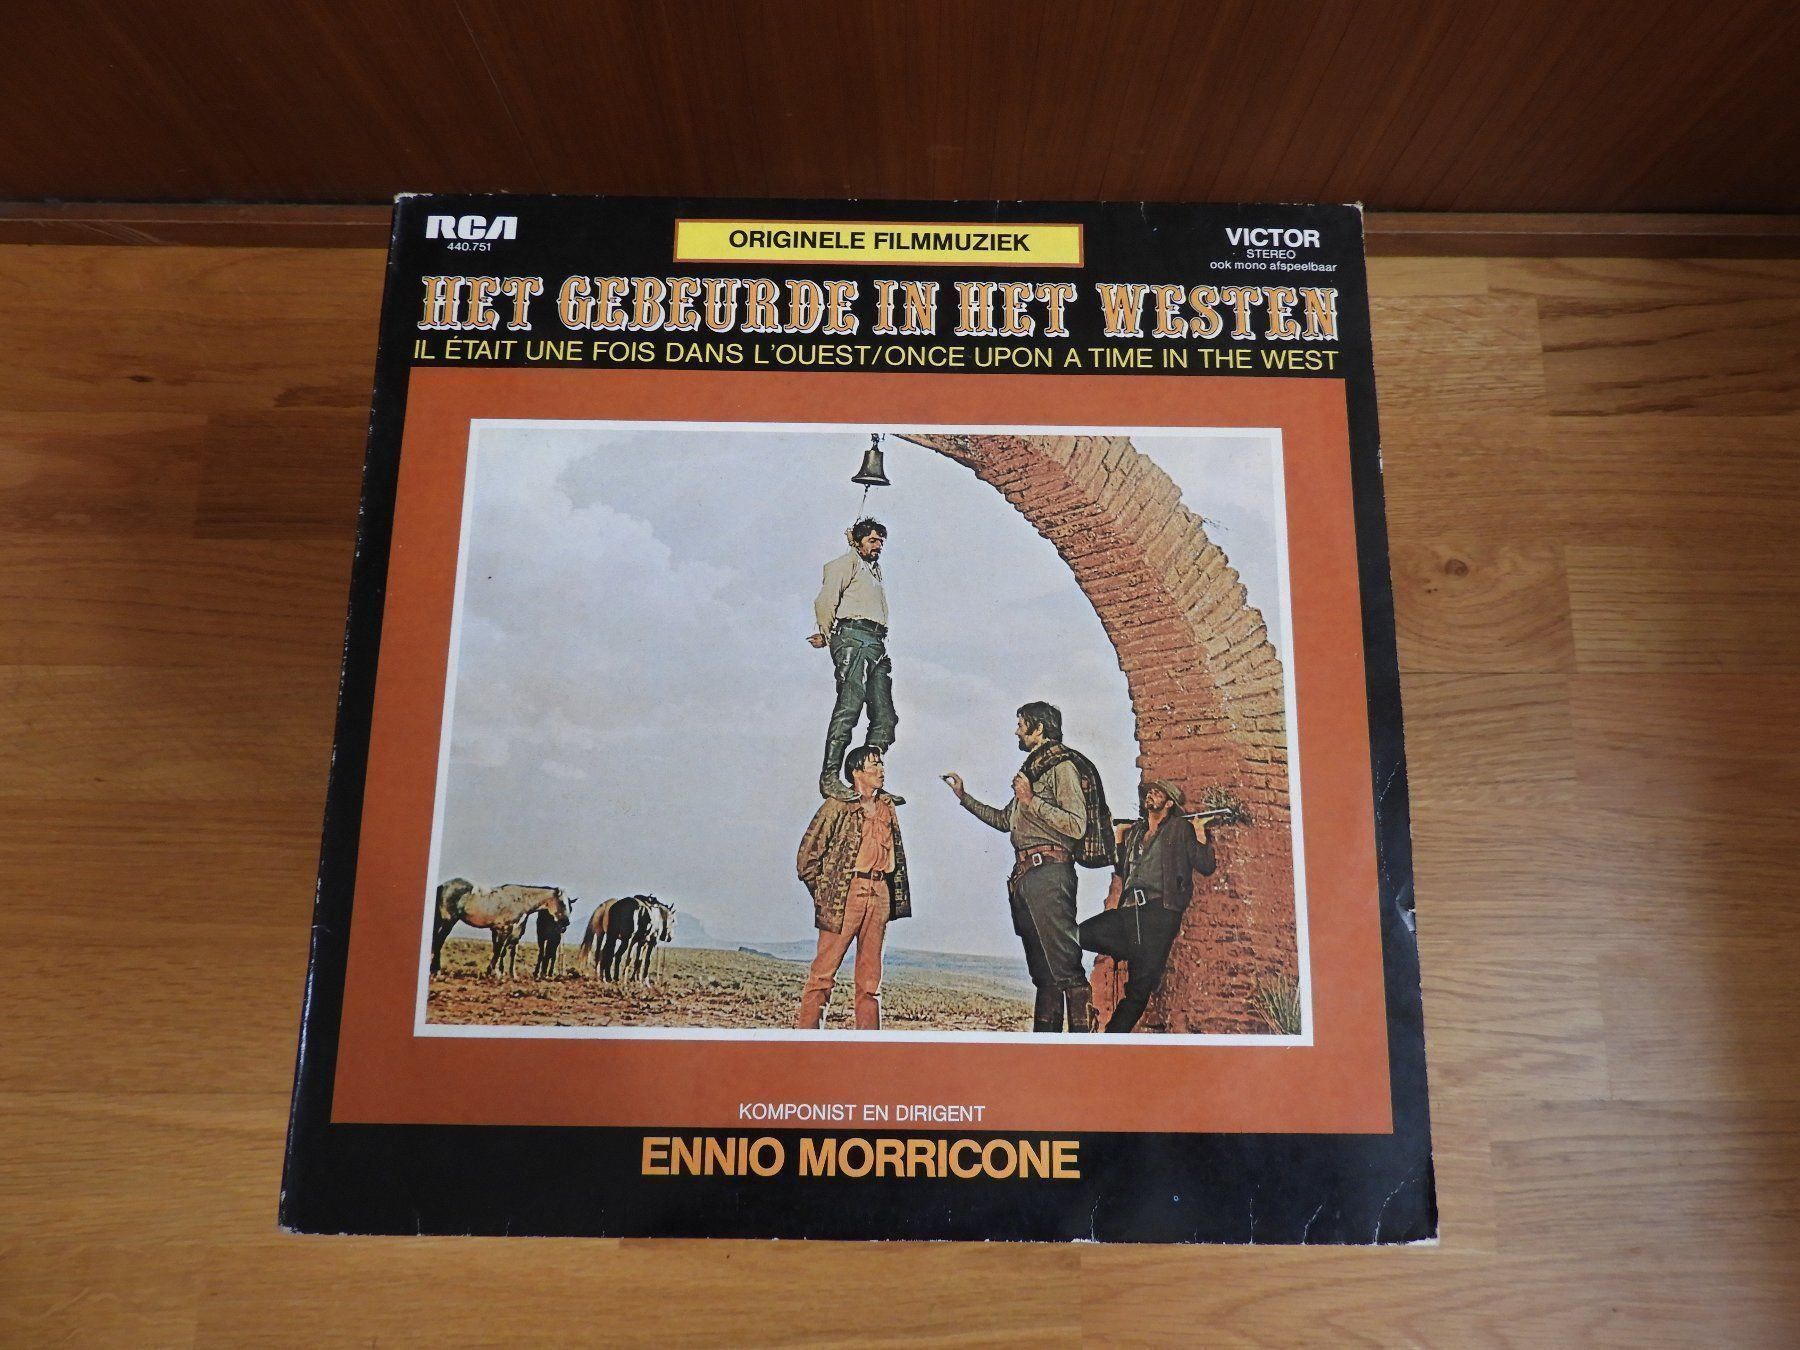 RCA
440.751
ORIGINELE FILMMUZIEK
VICTOR
STEREO
ook mono afspeelbaar
HET GEBEURDE IN HET WESTEN
IL ÉTAIT UNE FOIS DANS L'OUEST/ONCE UPON A TIME IN THE WEST
KOMPONIST EN DIRIGENT
ENNIO MORRICONE